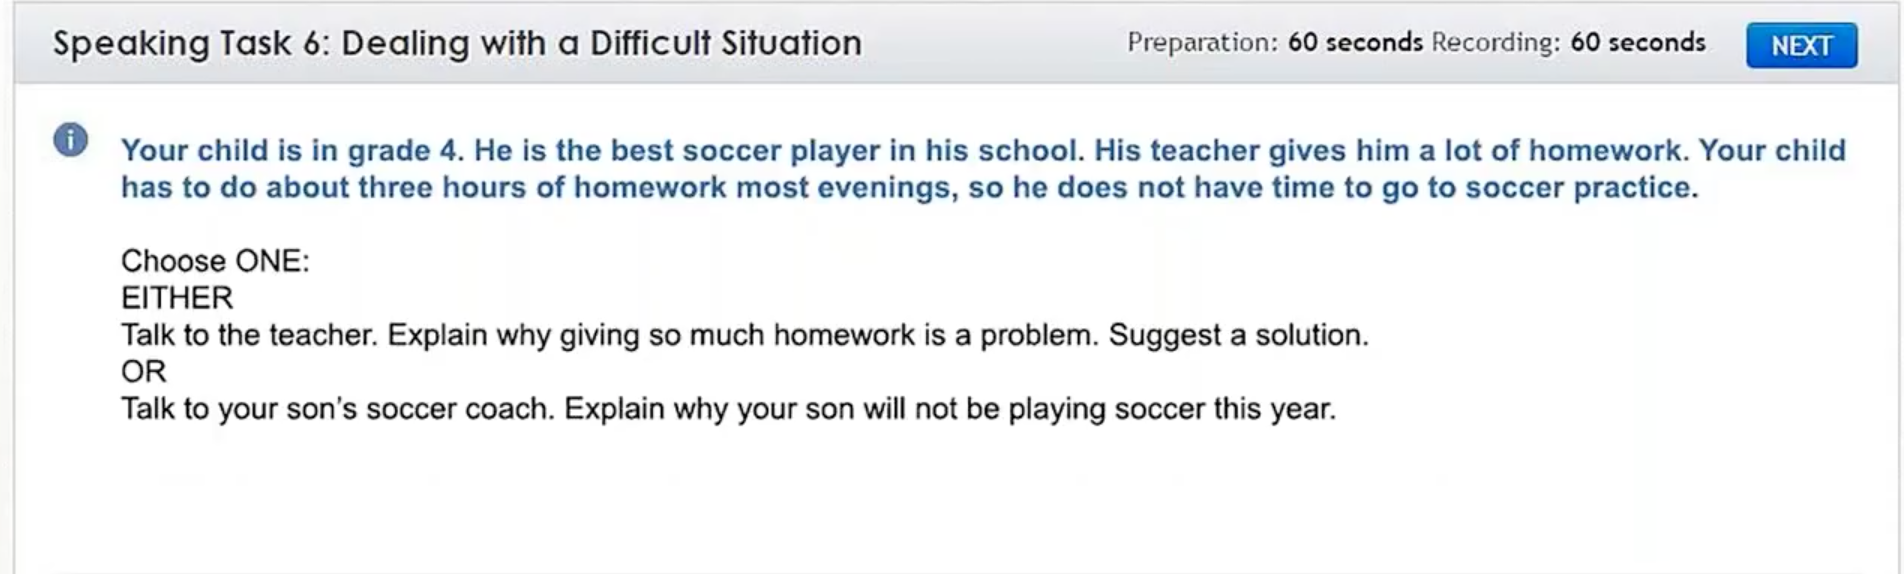 Speaking Task 6: Dealing with a Difficult Situation
Preparation: 60 seconds Recording: 60 seconds
NEXT
i
Your child is in grade 4. He is the best soccer player in his school. His teacher gives him a lot of homework. Your child
has to do about three hours of homework most evenings, so he does not have time to go to soccer practice.
Choose ONE:
EITHER
Talk to the teacher. Explain why giving so much homework is a problem. Suggest a solution.
OR
Talk to your son's soccer coach. Explain why your son will not be playing soccer this year.